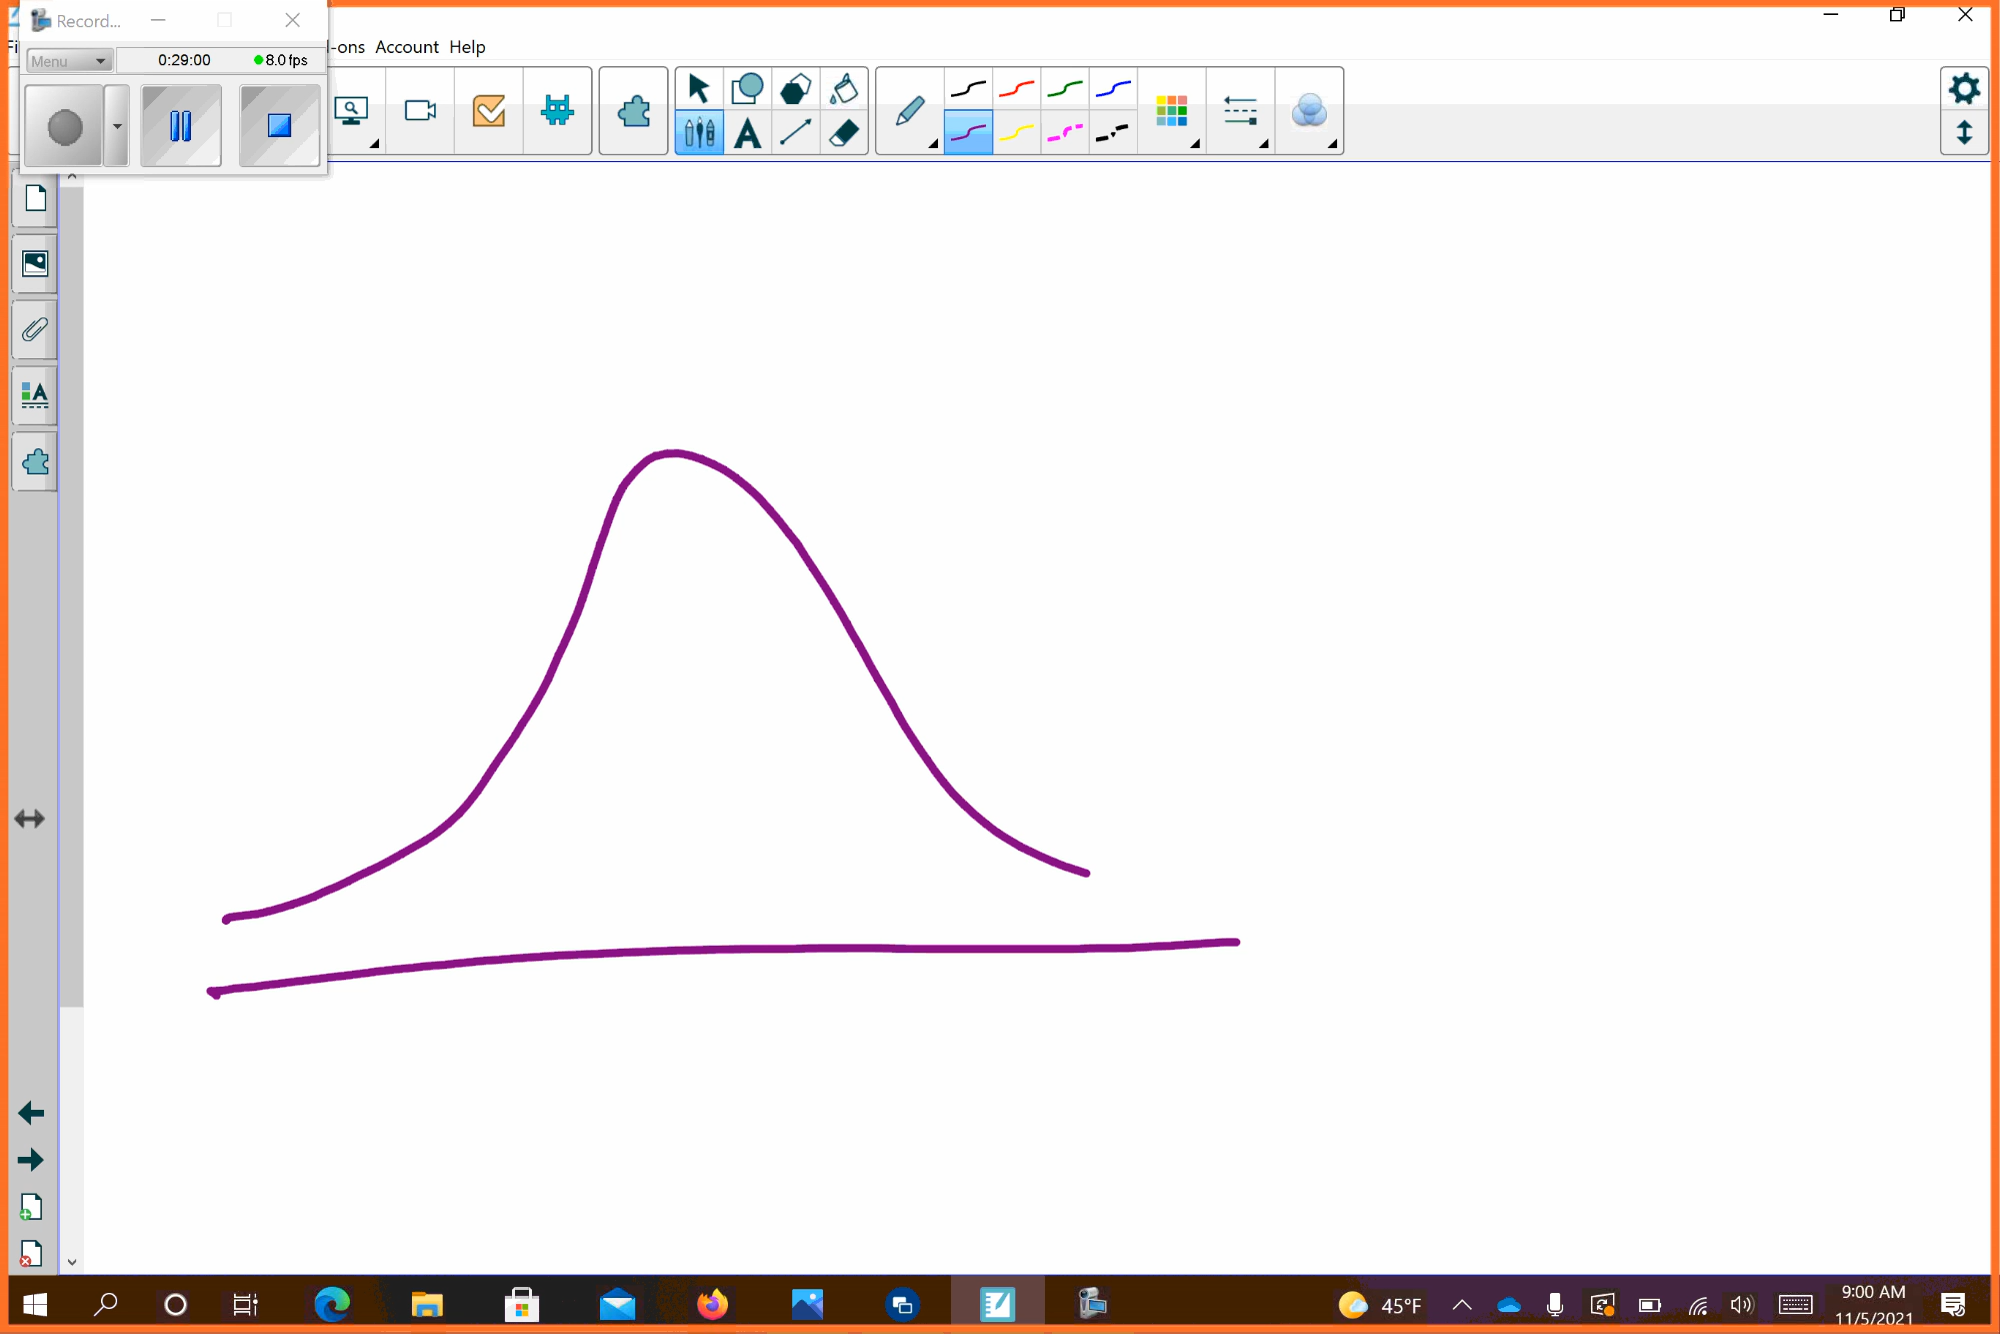 Record...
Menu
0:29:00
8.0 fps
-ons Account Help
45°F
9:00 AM
11/5/2021